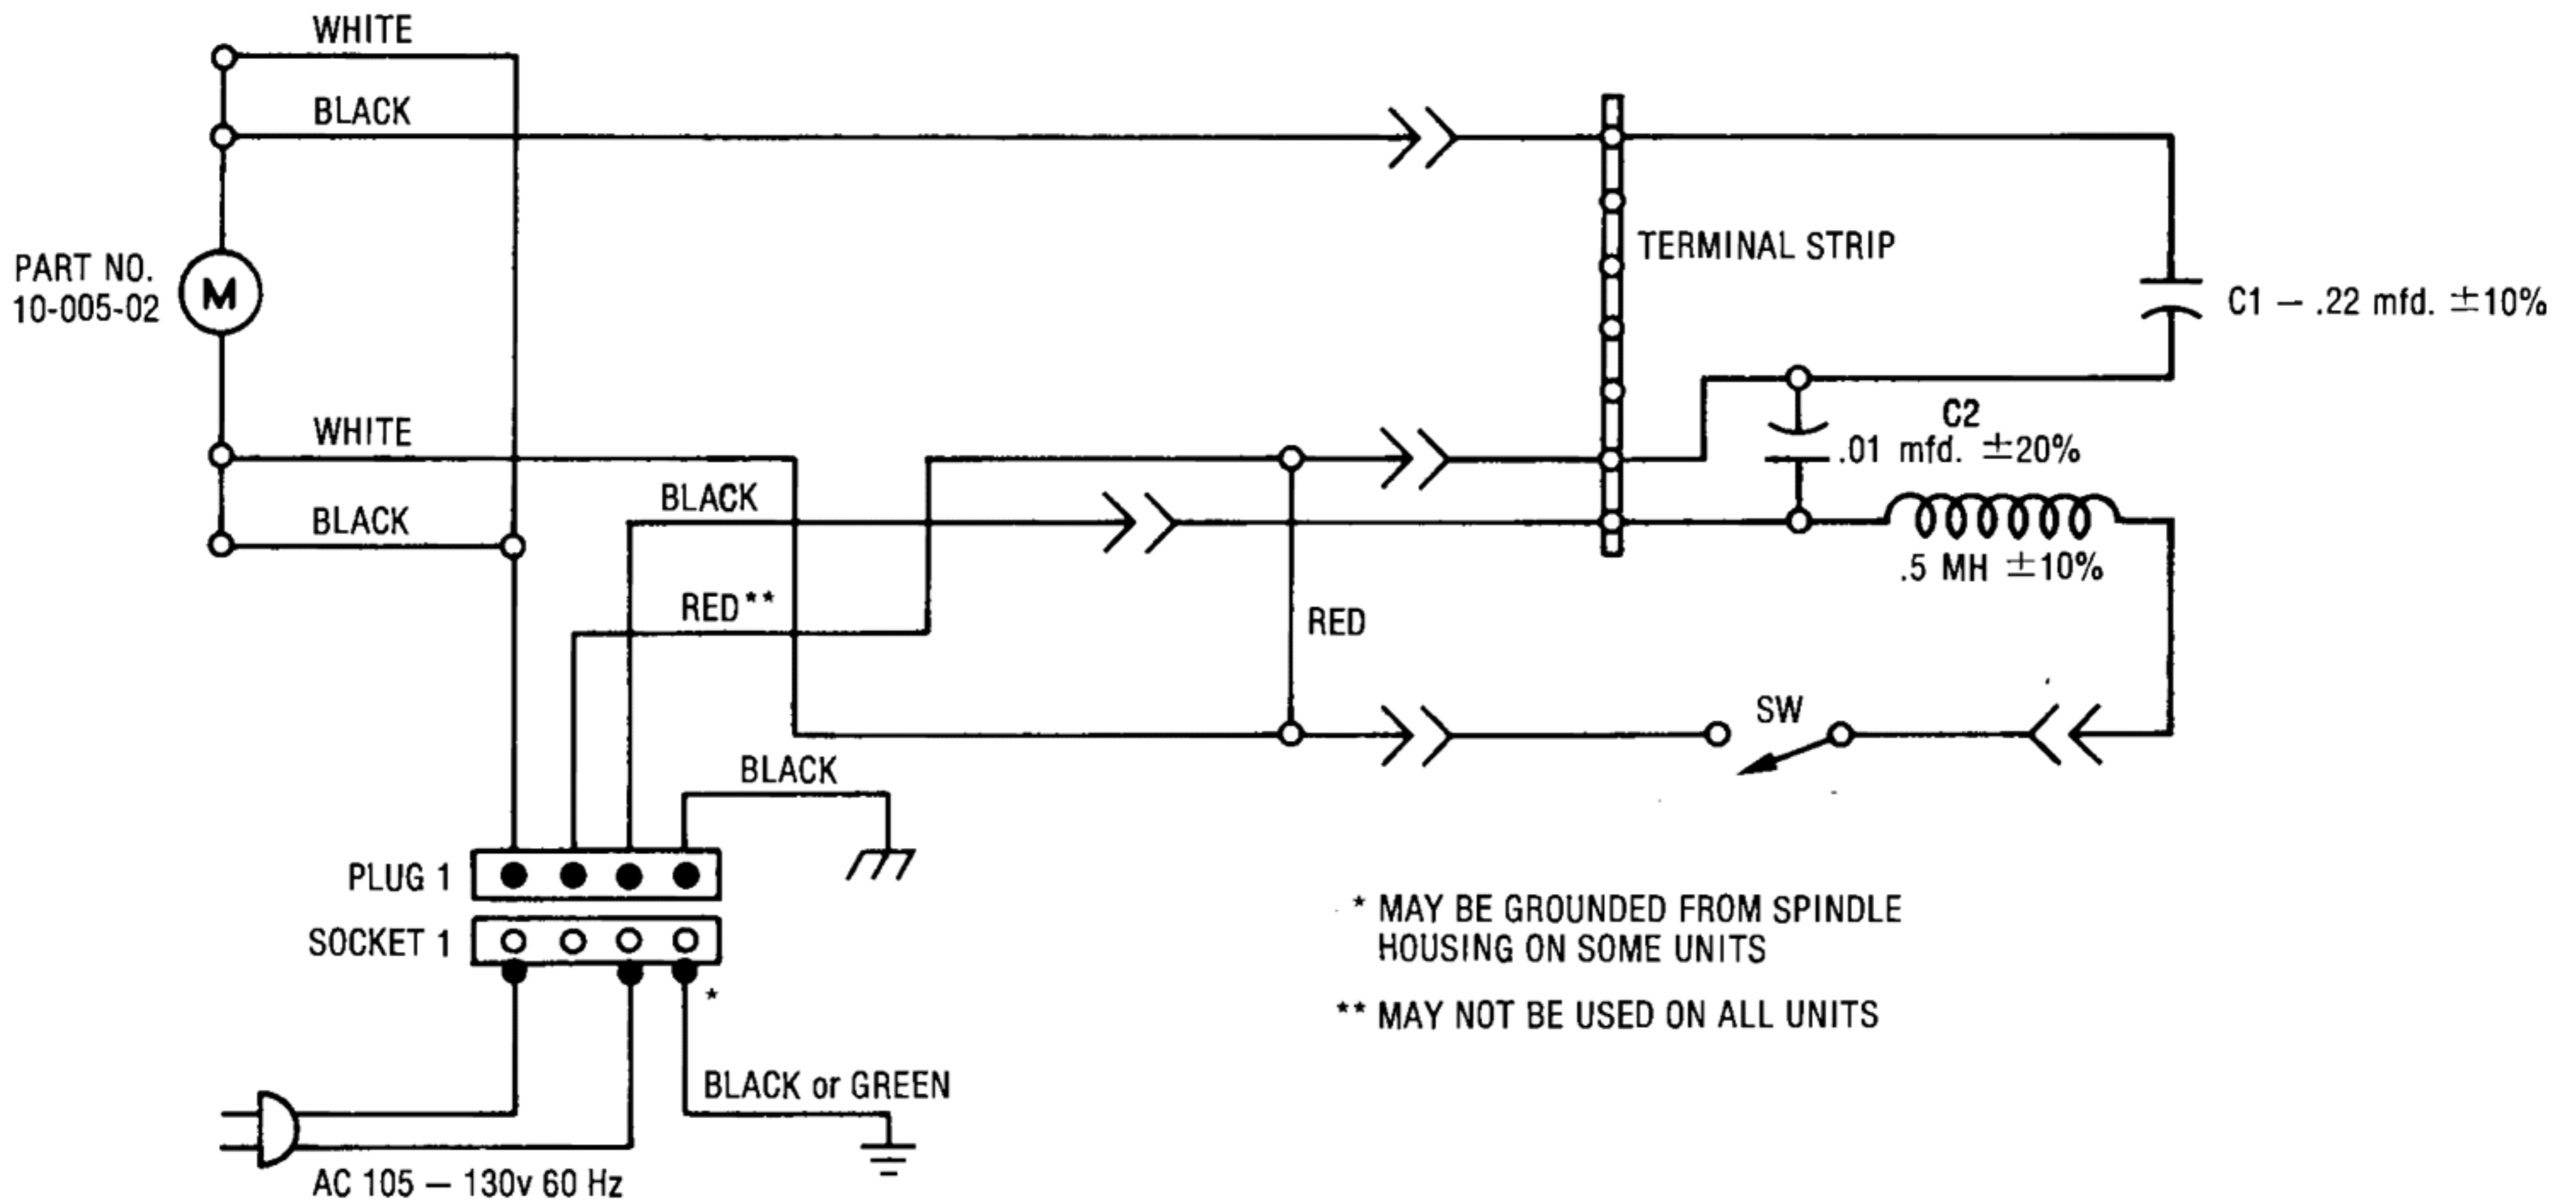 WHITE
BLACK
PART NO.
10-005-02
M
TERMINAL STRIP
C1 – .22 mfd. ±10%
WHITE
BLACK
BLACK
C2
.01 mfd. ±20%
.5 MH ±10%
RED**
RED
SW
BLACK
PLUG 1
SOCKET 1
*
BLACK or GREEN
AC 105 – 130v 60 Hz
* MAY BE GROUNDED FROM SPINDLE
HOUSING ON SOME UNITS
** MAY NOT BE USED ON ALL UNITS